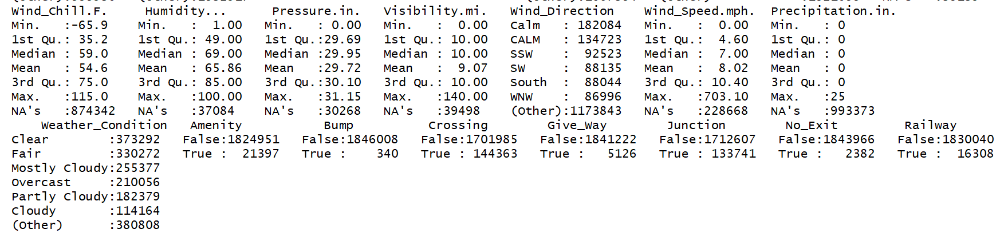 Wind_Chill.F.     Humidity...       Pressure.in.   Visibility.mi.   Wind_Direction    Wind_Speed.mph.  Precipitation.in.
Min.   :-65.9    Min.   :  1.00   Min.   : 0.00   Min.   :  0.00   Calm   : 182084   Min.   :  0.00   Min.   : 0
1st Qu.: 35.2    1st Qu.: 49.00   1st Qu.:29.69   1st Qu.: 10.00   CALM   : 134723   1st Qu.:  4.60   1st Qu.: 0
Median : 59.0    Median : 69.00   Median :29.95   Median : 10.00   SSW    :  92523   Median :  7.00   Median : 0
Mean   : 54.6    Mean   : 65.86   Mean   :29.72   Mean   :  9.07   SW     :  88135   Mean   :  8.02   Mean   : 0
3rd Qu.: 75.0    3rd Qu.: 85.00   3rd Qu.:30.10   3rd Qu.: 10.00   South  :  88044   3rd Qu.: 10.40   3rd Qu.: 0
Max.   :115.0    Max.   :100.00   Max.   :31.15   Max.   :140.00   WNW    :  86996   Max.   :703.10   Max.   :25
NA's   :874342   NA's   :37084    NA's   :30268   NA's   :39498    (Other):1173843   NA's   :228668   NA's   :993373
Weather_Condition   Amenity           Bump          Crossing        Give_Way        Junction        No_Exit         Railway
Clear        :373292   False:1824951   False:1846008   False:1701985   False:1841222   False:1712607   False:1843966   False:1830040
Fair         :330272   True :  21397   True :    340   True : 144363   True :   5126   True : 133741   True :   2382   True :  16308
Mostly Cloudy:255377
Overcast     :210056
Partly Cloudy:182379
Cloudy       :114164
(Other)      :380808